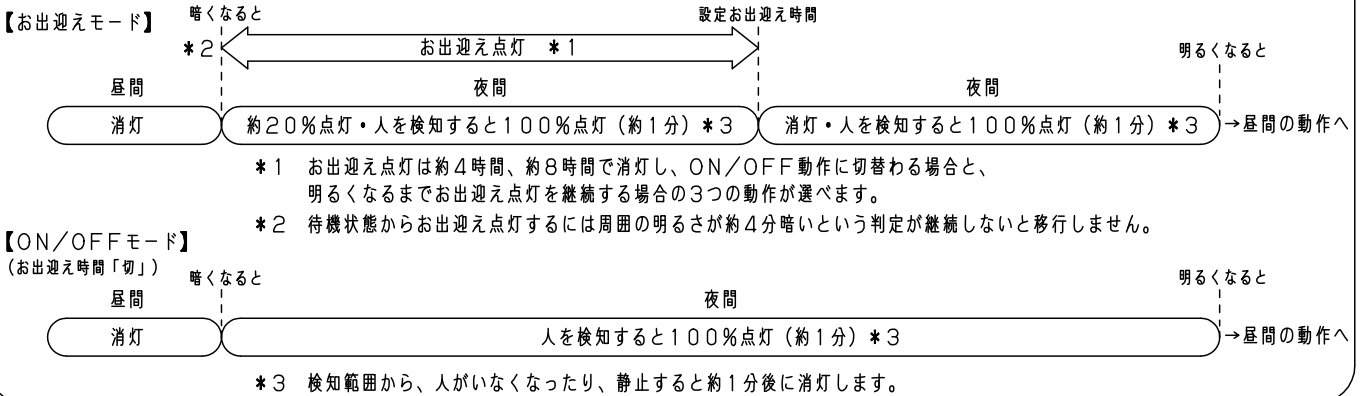 【お出迎えモード】
暗くなると
設定お出迎え時間
＊2
お出迎え点灯 ＊1
明るくなると
昼間
夜間
夜間
消灯
約20％点灯・人を検知すると100％点灯（約1分）＊3
消灯・人を検知すると100％点灯（約1分）＊3
→昼間の動作へ
＊1 お出迎え点灯は約4時間、約8時間で消灯し、ON／OFF動作に切替わる場合と、
明るくなるまでお出迎え点灯を継続する場合の3つの動作が選べます。
＊2 待機状態からお出迎え点灯するには周囲の明るさが約4分暗いという判定が継続しないと移行しません。
【ON／OFFモード】
（お出迎え時間「切」）
暗くなると
明るくなると
昼間
夜間
消灯
人を検知すると100％点灯（約1分）＊3
→昼間の動作へ
＊3 検知範囲から、人がいなくなったり、静止すると約1分後に消灯します。